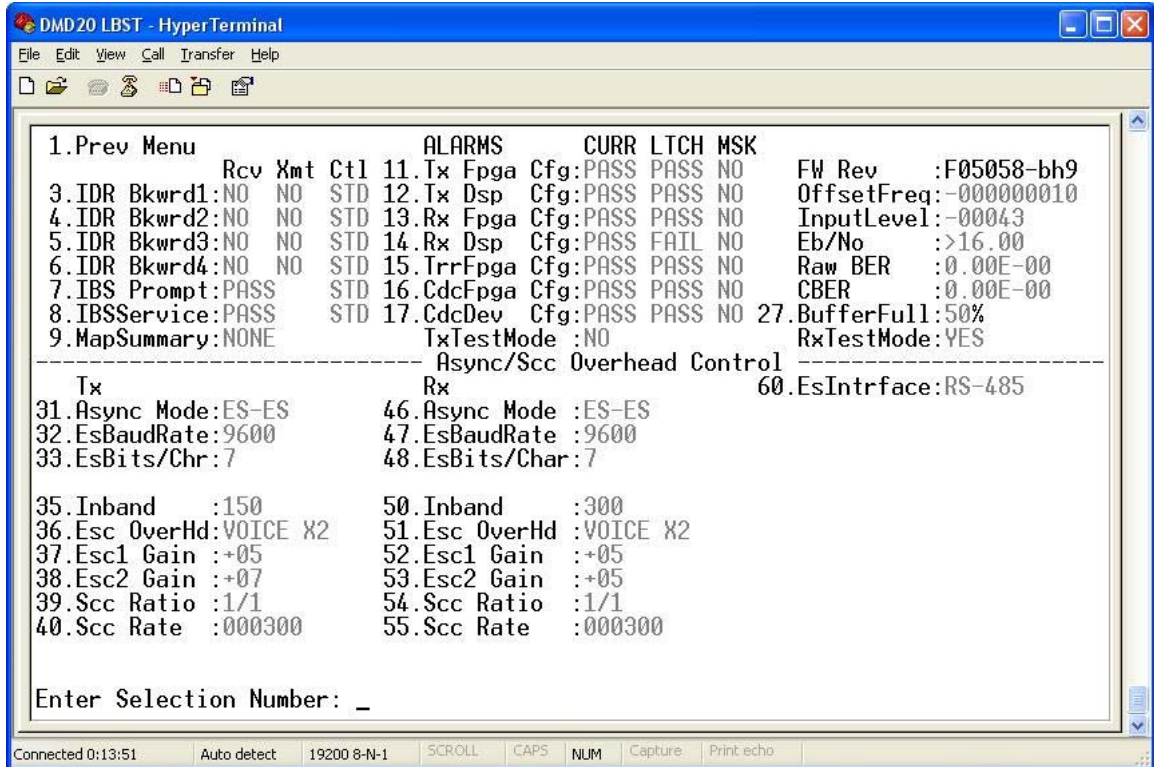 DMD20 LBST - HyperTerminal
File Edit View Call Transfer Help
1.Prev Menu ALARMS CURR LTCH MSK
Rcv Xmt Ctl 11.Tx Fpga Cfg:PASS PASS NO FW Rev :F05058-bh9
3.IDR Bkwrd1:NO NO STD 12.Tx Dsp Cfg:PASS PASS NO OffsetFreq:-000000010
4.IDR Bkwrd2:NO NO STD 13.Rx Fpga Cfg:PASS PASS NO InputLevel:-00043
5.IDR Bkwrd3:NO NO STD 14.Rx Dsp Cfg:PASS FAIL NO Eb/No :>16.00
6.IDR Bkwrd4:NO NO STD 15.TrrFpga Cfg:PASS PASS NO Raw BER :0.00E-00
7.IBS Prompt:PASS STD 16.CdcFpga Cfg:PASS PASS NO CBER :0.00E-00
8.IBSService:PASS STD 17.CdcDev Cfg:PASS PASS NO 27.BufferFull:50%
9.MapSummary:NONE TxTestMode :NO RxTestMode:YES
---------------------------- Async/Scc Overhead Control ----------------------
Tx Rx 60.EsIntrface:RS-485
31.Async Mode:ES-ES 46.Async Mode :ES-ES
32.EsBaudRate:9600 47.EsBaudRate :9600
33.EsBits/Chr:7 48.EsBits/Char:7
35.Inband :150 50.Inband :300
36.Esc OverHd:VOICE X2 51.Esc OverHd :VOICE X2
37.Esc1 Gain :+05 52.Esc1 Gain :+05
38.Esc2 Gain :+07 53.Esc2 Gain :+05
39.Scc Ratio :1/1 54.Scc Ratio :1/1
40.Scc Rate :000300 55.Scc Rate :000300
Enter Selection Number: _
Connected 0:13:51 Auto detect 19200 8-N-1 SCROLL CAPS NUM Capture Print echo